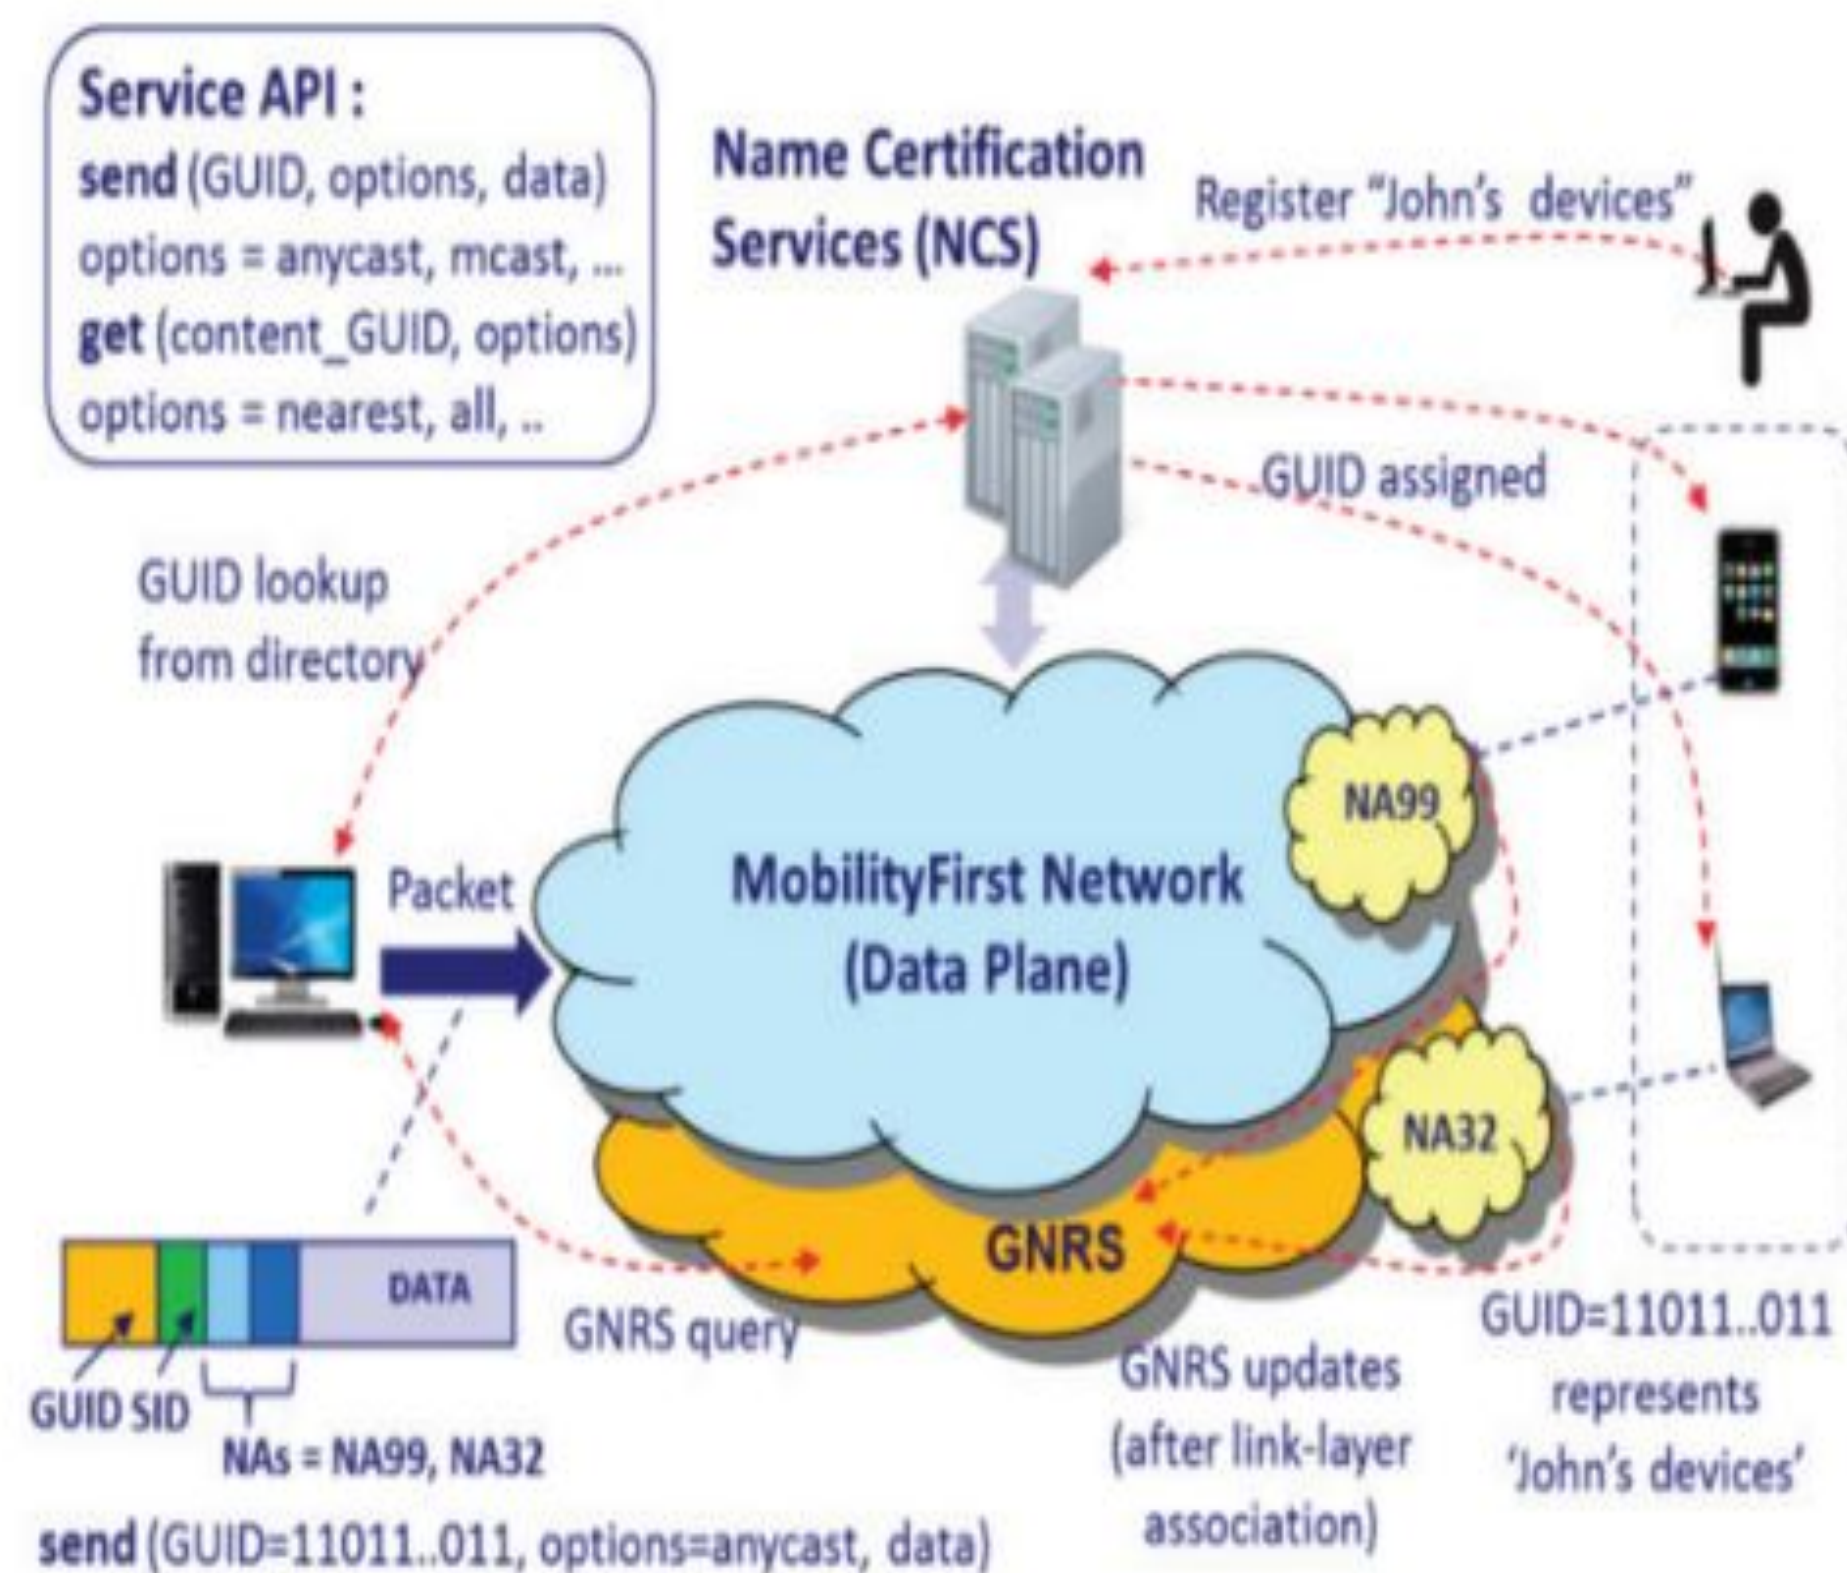 Service API :
send (GUID, options, data)
options = anycast, mcast, ...
get (content_GUID, options)
options = nearest, all, ..
Name Certification
Services (NCS)
Register “John’s devices”
GUID assigned
GUID lookup
from directory
Packet
MobilityFirst Network
(Data Plane)
NA99
NA32
GNRS
DATA
GUID SID
NAs = NA99, NA32
GNRS query
GNRS updates
(after link-layer
association)
GUID=11011..011
represents
‘John’s devices’
send (GUID=11011..011, options=anycast, data)